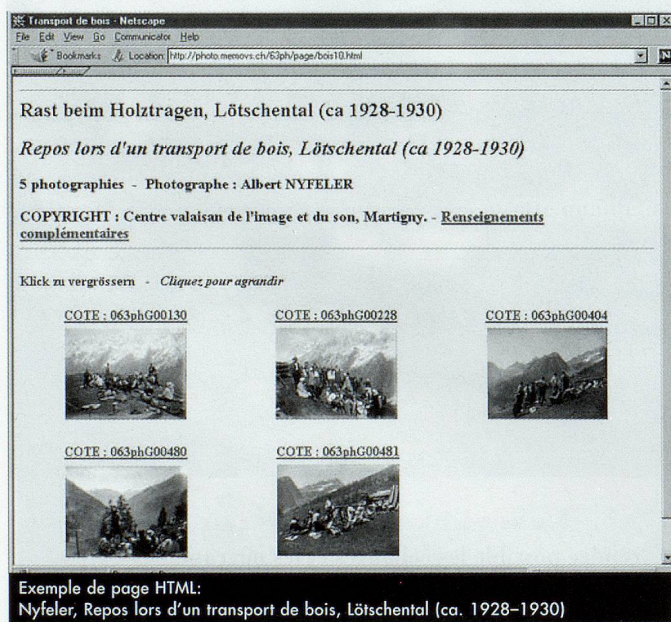 Transport de bois - Netscape
File Edit View Go Communicator Help
Bookmarks Location: http://photo.memovs.ch/63ph/page/bois10.html
N
Rast beim Holztragen, Lötschental (ca 1928-1930)
Repos lors d'un transport de bois, Lötschental (ca 1928-1930)
5 photographies - Photographe : Albert NYFELER
COPYRIGHT : Centre valaisan de l'image et du son, Martigny. - Renseignements
complémentaires
Klick zu vergrössern - Cliquez pour agrandir
COTE : 063phG00130 COTE : 063phG00228 COTE : 063phG00404
COTE : 063phG00480 COTE : 063phG00481
Exemple de page HTML:
Nyfeler, Repos lors d'un transport de bois, Lötschental (ca. 1928–1930)